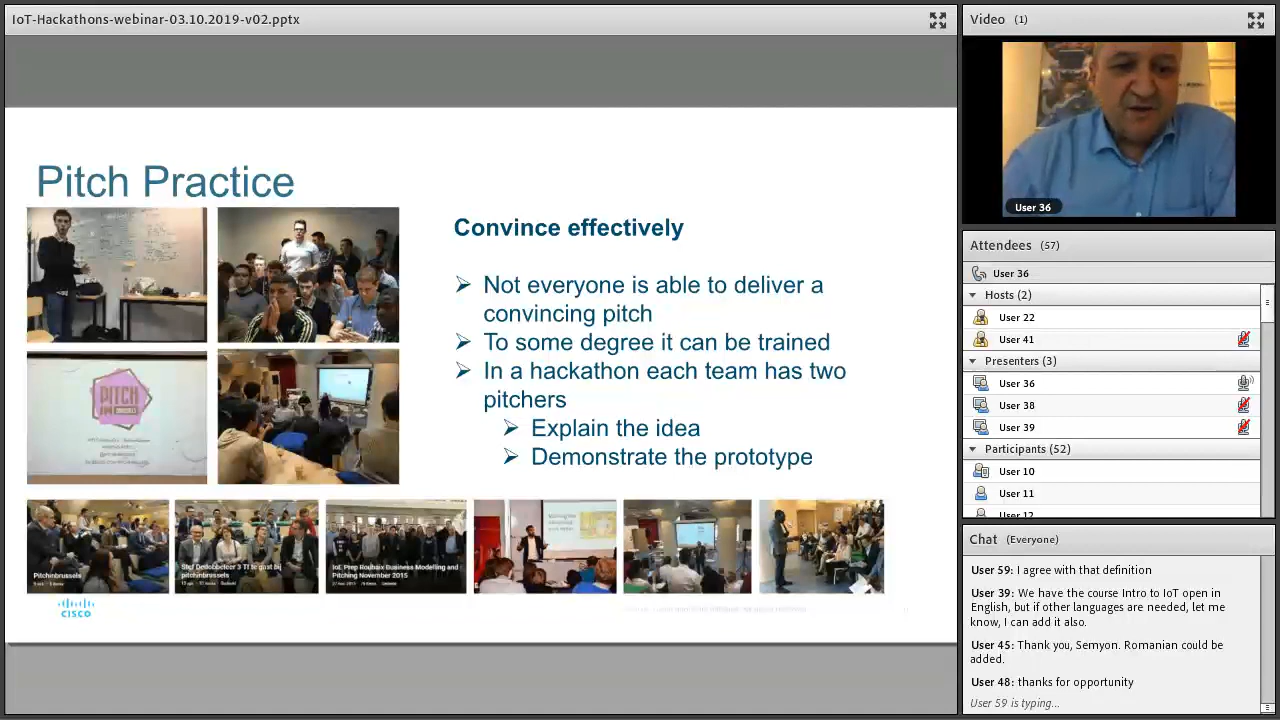 IoT-Hackathons-webinar-03.10.2019-v02.pptx
Pitch Practice
PITCH
Convince effectively
Not everyone is able to deliver a
convincing pitch
To some degree it can be trained
In a hackathon each team has two
pitchers
Explain the idea
Demonstrate the prototype
Pitchinbrussels
pitchinbrussels
IoT Prep Roubaix Business Modelling and
Pitching November 2015
CISCO
Video (1)
User 36
Attendees (57)
User 36
Hosts (2)
User 22
User 41
Presenters (3)
User 36
User 38
User 39
Participants (52)
User 10
User 11
User 12
Chat (Everyone)
User 59: I agree with that definition
User 39: We have the course Intro to IoT open in
English, but if other languages are needed, let me
know, I can add it also.
User 45: Thank you, Semyon. Romanian could be
added.
User 48: thanks for opportunity
User 59 is typing...